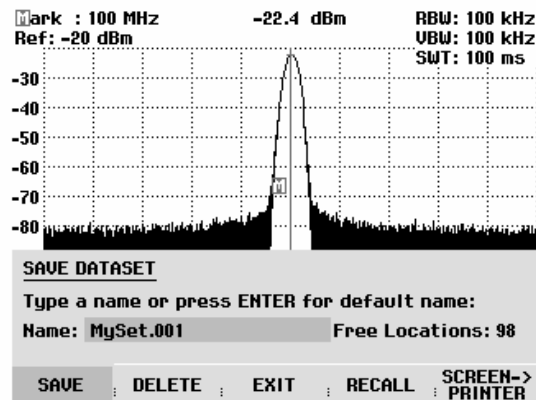 Mark : 100 MHz -22.4 dBm RBW: 100 kHz
Ref: -20 dBm VBW: 100 kHz
SWT: 100 ms
-30
-40
-50
-60
M
-70
-80
SAVE DATASET
Type a name or press ENTER for default name:
Name: MySet.001 Free Locations: 98
SAVE DELETE EXIT RECALL SCREEN->
PRINTER